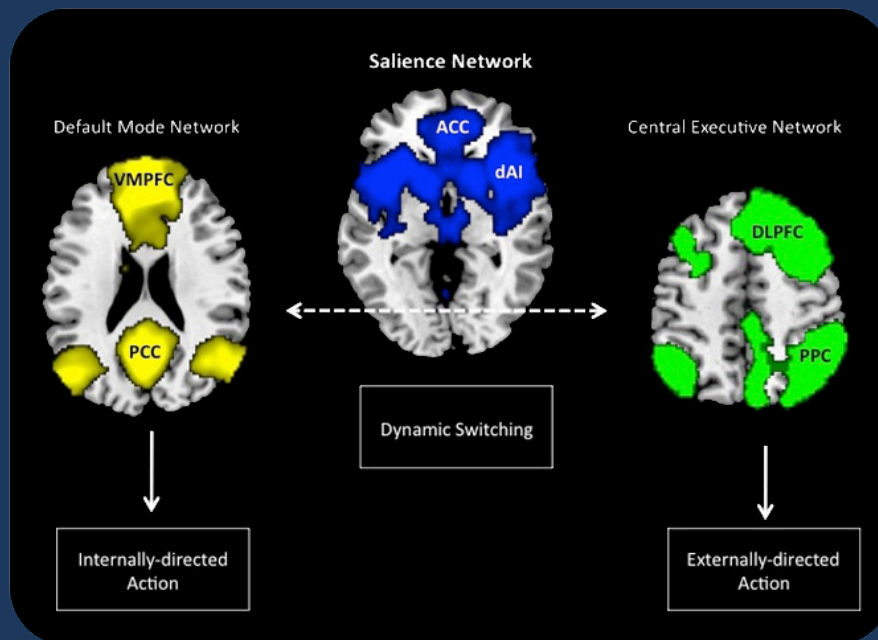 Salience Network
Default Mode Network
Central Executive Network
ACC
dAI
VMPFC
PCC
DLPFC
PPC
Dynamic Switching
Internally-directed
Action
Externally-directed
Action